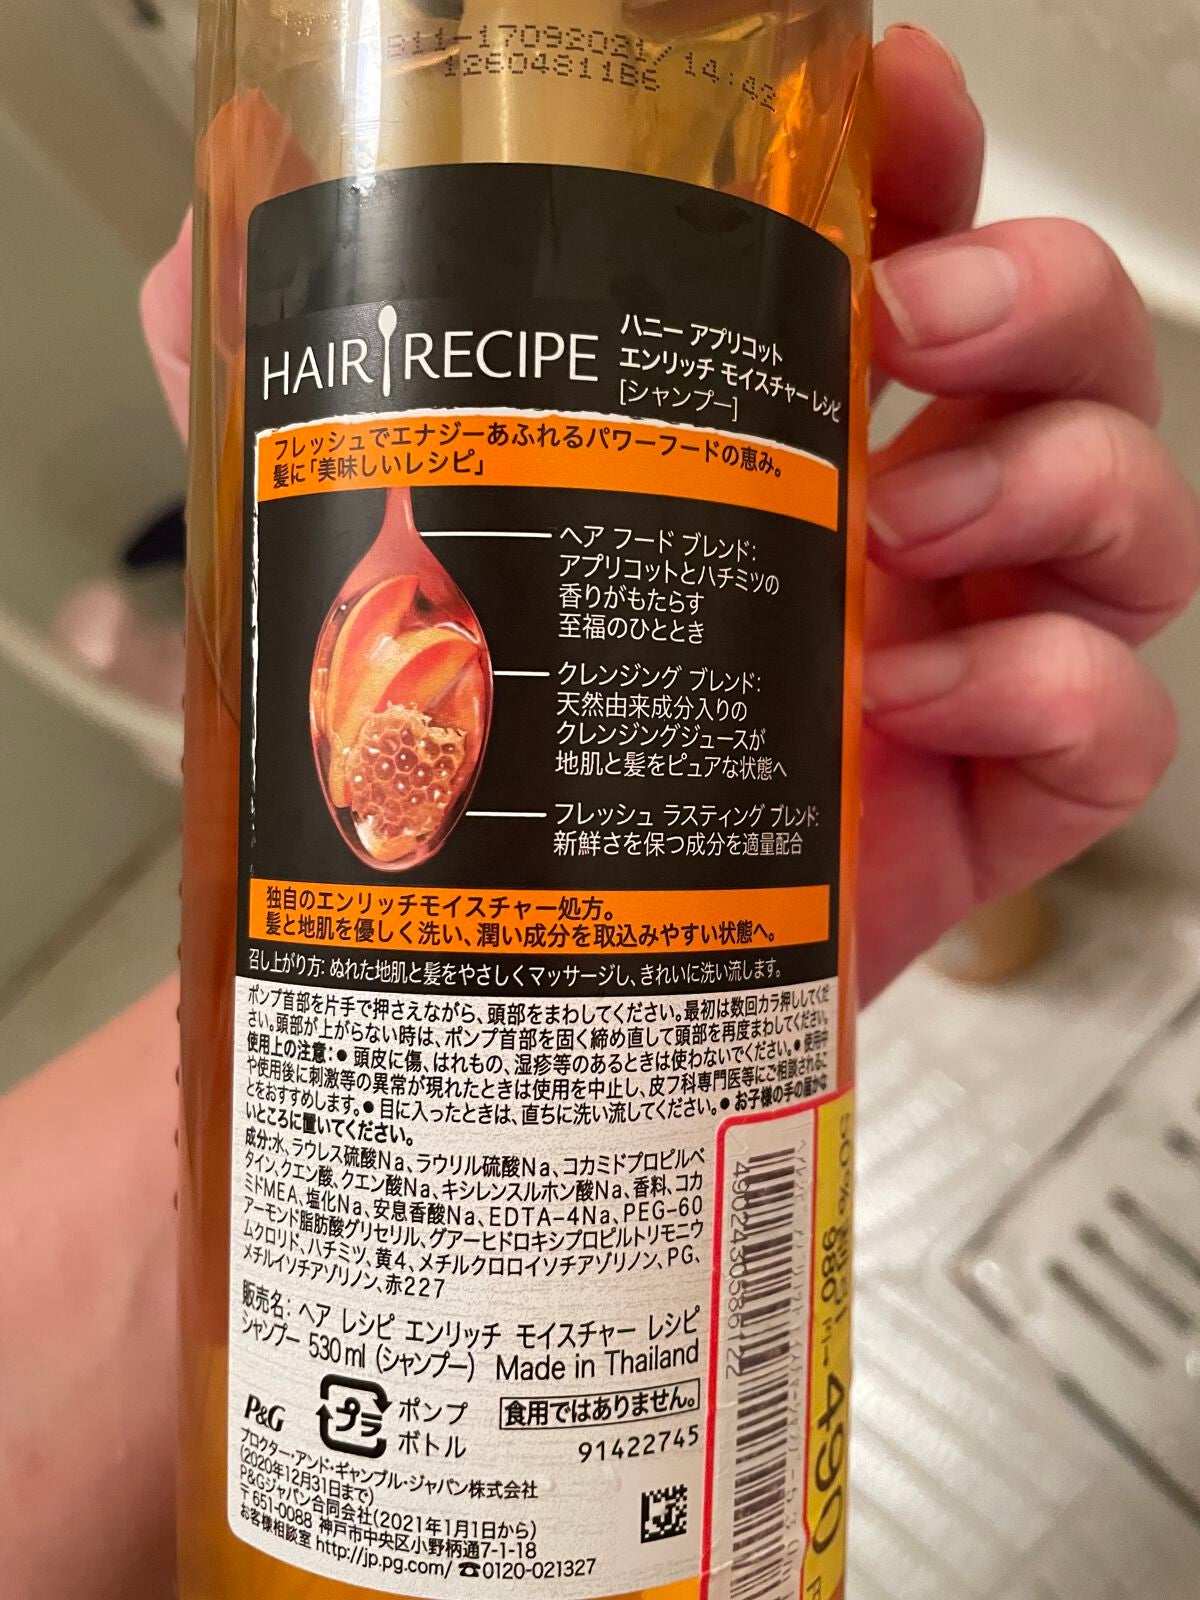 B11-17092021/ 14:42
1260481186
HAIR RECIPE
ハニー アプリコット
エンリッチ モイスチャー レシピ
[シャンプー]
フレッシュでエナジーあふれるパワーフードの恵み。
髪に「美味しいレシピ」
ヘア フード ブレンド:
アプリコットとハチミツの
香りがもたらす
至福のひととき
クレンジング ブレンド:
天然由来成分入りの
クレンジングジュースが
地肌と髪をピュアな状態へ
フレッシュ ラスティング ブレンド:
新鮮さを保つ成分を適量配合
独自のエンリッチモイスチャー処方。
髪と地肌を優しく洗い、潤い成分を取込みやすい状態へ。
召し上がり方: ぬれた地肌と髪をやさしくマッサージし、きれいに洗い流します。
ポンプ首部を片手で押さえながら、頭部をまわしてください。最初は数回カラ押ししてくだ
さい。頭部が上がらない時は、ポンプ首部を固く締め直して頭部を再度まわしてください。
使用上の注意:● 頭皮に傷、はれもの、湿疹等のあるときは使わないでください。● 使用中
や使用後に刺激等の異常が現れたときは使用を中止し、皮フ科専門医等にご相談されるこ
とをおすすめします。● 目に入ったときは、直ちに洗い流してください。● お子様の手の届かな
いところに置いてください。
成分:水、ラウレス硫酸Na、ラウリル硫酸Na、コカミドプロピルベ
タイン、クエン酸、クエン酸Na、キシレンスルホン酸Na、香料、コカ
ミドMEA、塩化Na、安息香酸Na、EDTA-4Na、PEG-60
アーモンド脂肪酸グリセリル、グアーヒドロキシプロピルトリモニウ
ムクロリド、ハチミツ、黄4、メチルクロロイソチアゾリノン、PG、
メチルイソチアゾリノン、赤227
販売名: ヘア レシピ エンリッチ モイスチャー レシピ
シャンプー 530ml (シャンプー) Made in Thailand
P&G プラ ポンプ
ボトル
食用ではありません。
91422745
プロクター・アンド・ギャンブル・ジャパン株式会社
(2020年12月31日まで)
P&Gジャパン合同会社(2021年1月1日から)
〒651-0088 神戸市中央区小野柄通7-1-18
お客様相談室 http://jp.pg.com/ ☎0120-021327
4902430586122
50%
980円→490円